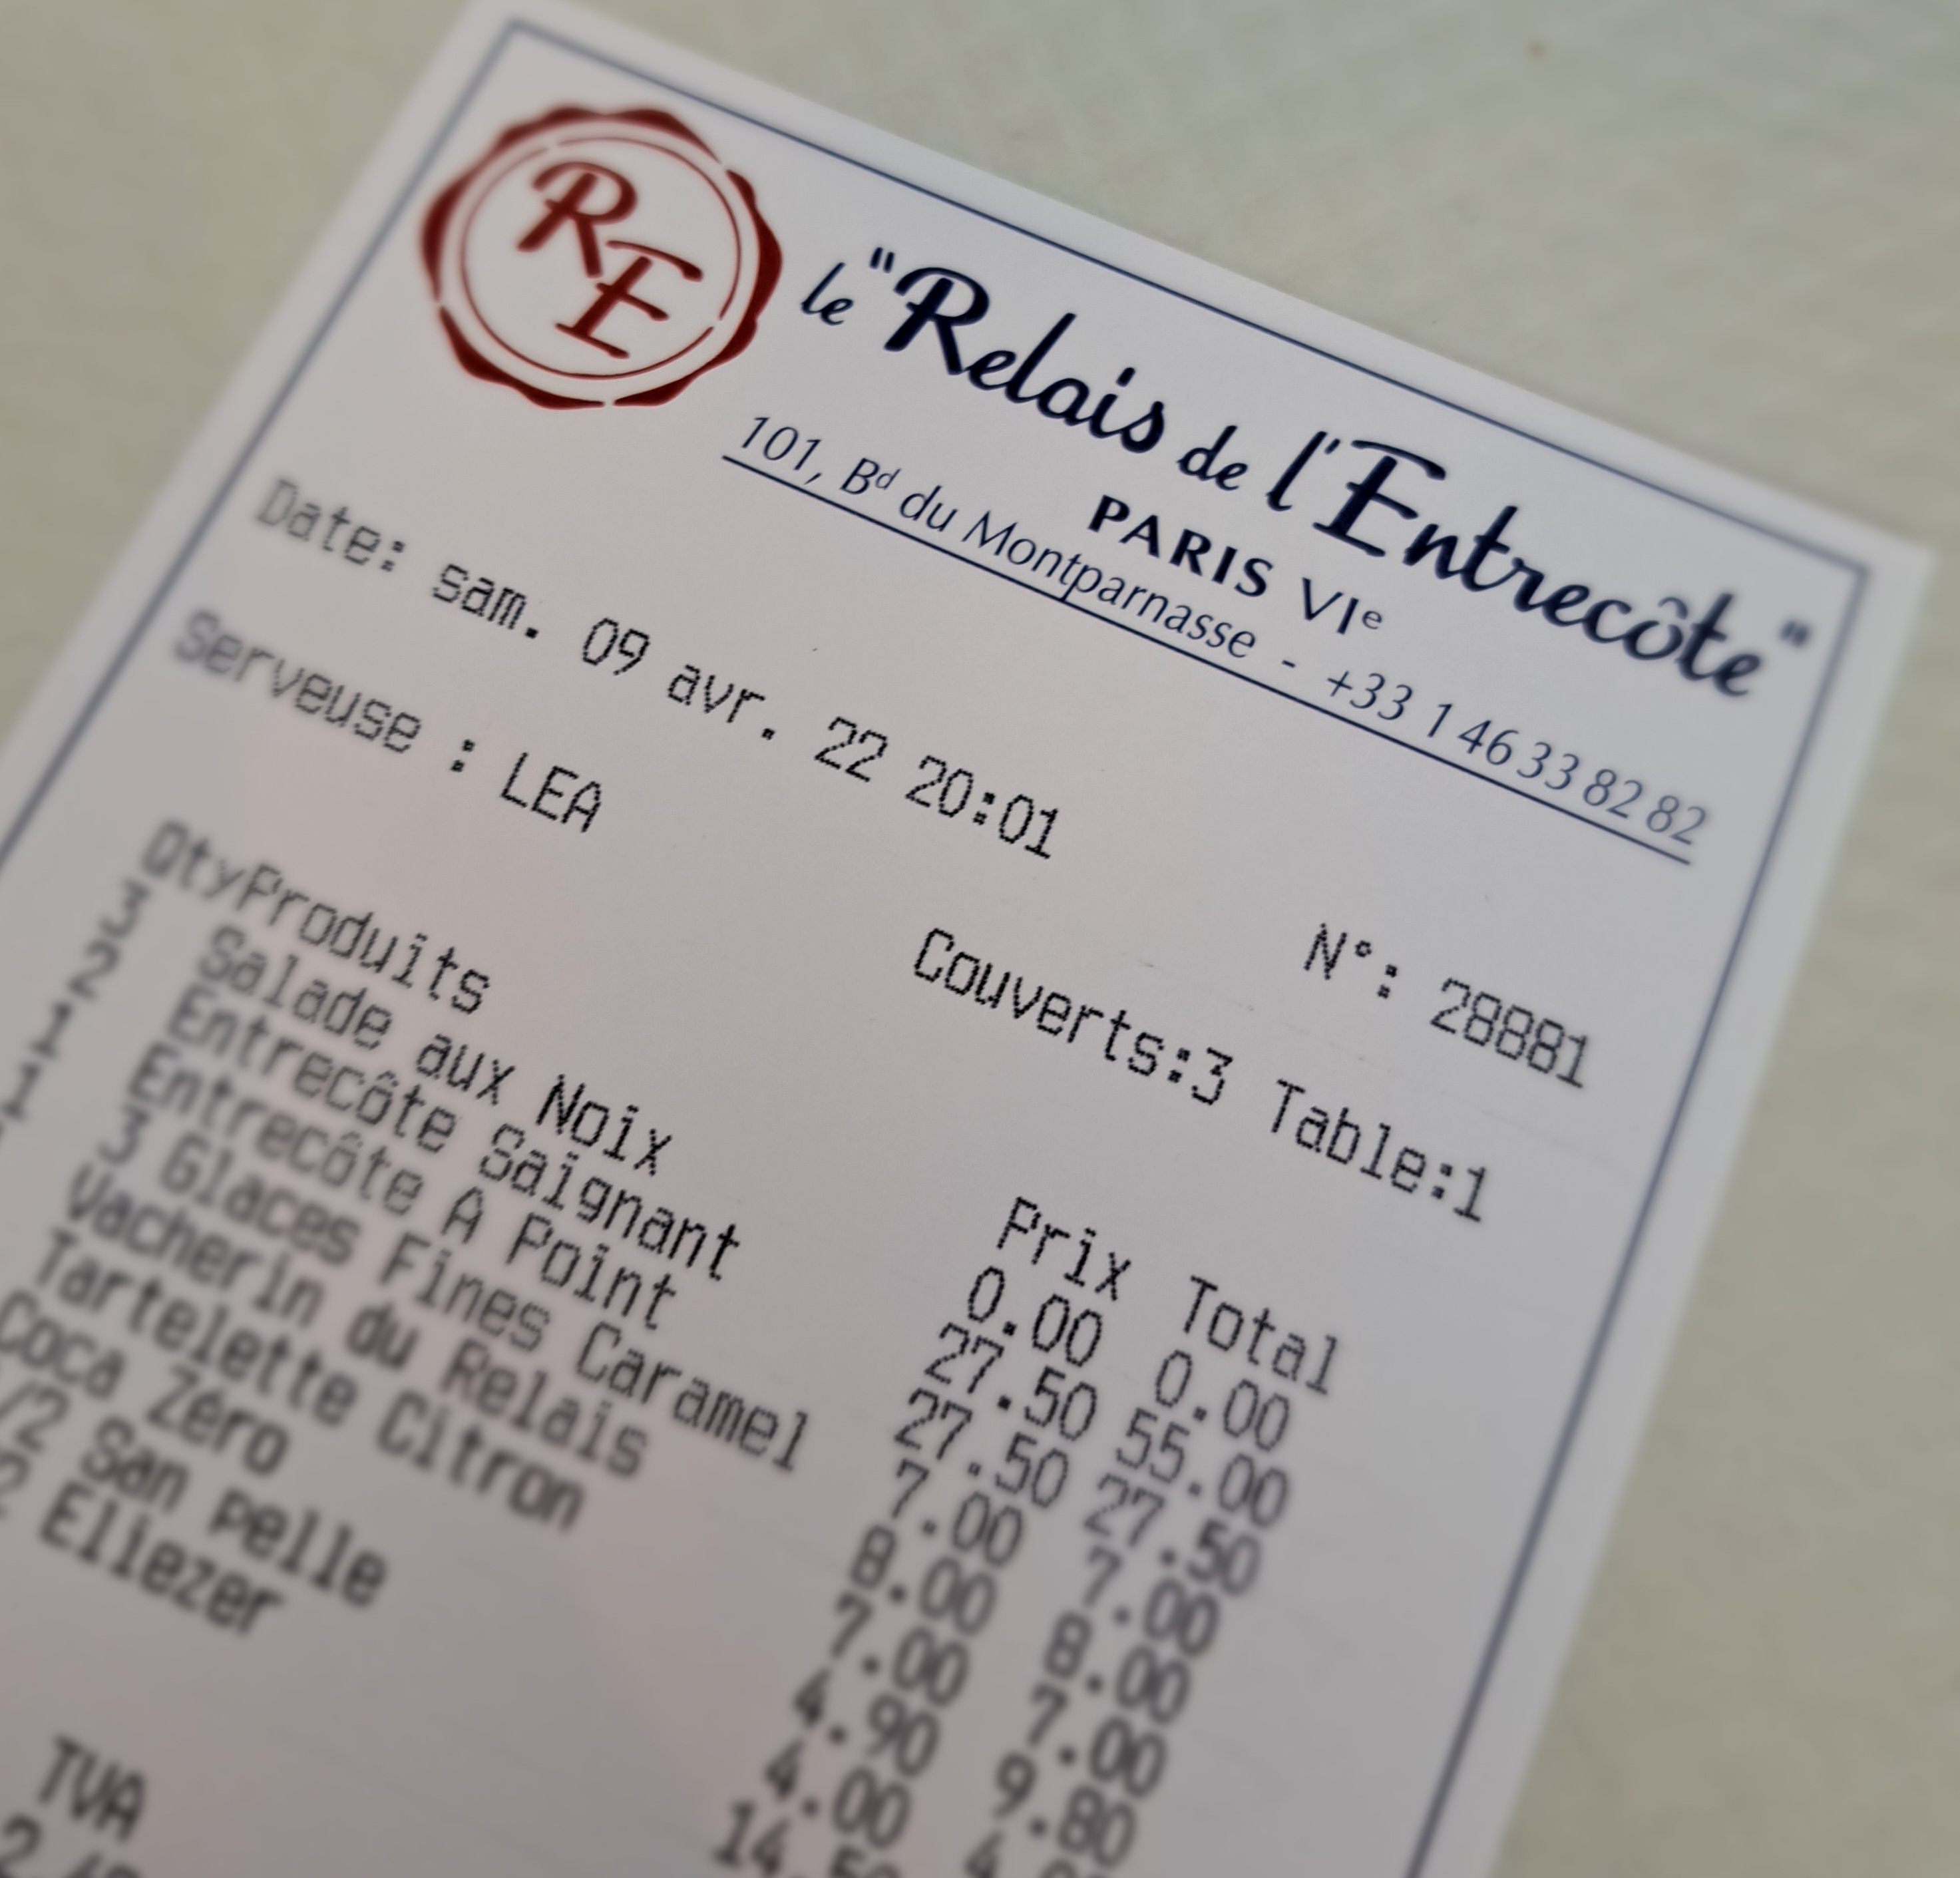 RE
le "Relais de l'Entrecôte"
PARIS VIe
101, Bd du Montparnasse - +33 1 46 33 82 82
Date: sam. 09 avr. 22 20:01
N°: 28881
Serveuse : LEA
Couverts:3 Table:1
QtyProduits Prix Total
3 Salade aux Noix 0.00 0.00
2 Entrecôte Saignant 27.50 55.00
1 Entrecôte A Point 27.50 27.50
1 3 Glaces Fines Caramel 7.00 7.00
Vacherin du Relais 8.00 8.00
Tartelette Citron 7.00 7.00
Coca Zéro 4.90 9.80
/2 San pelle 4.00
2 Eliezer 14.50
TVA